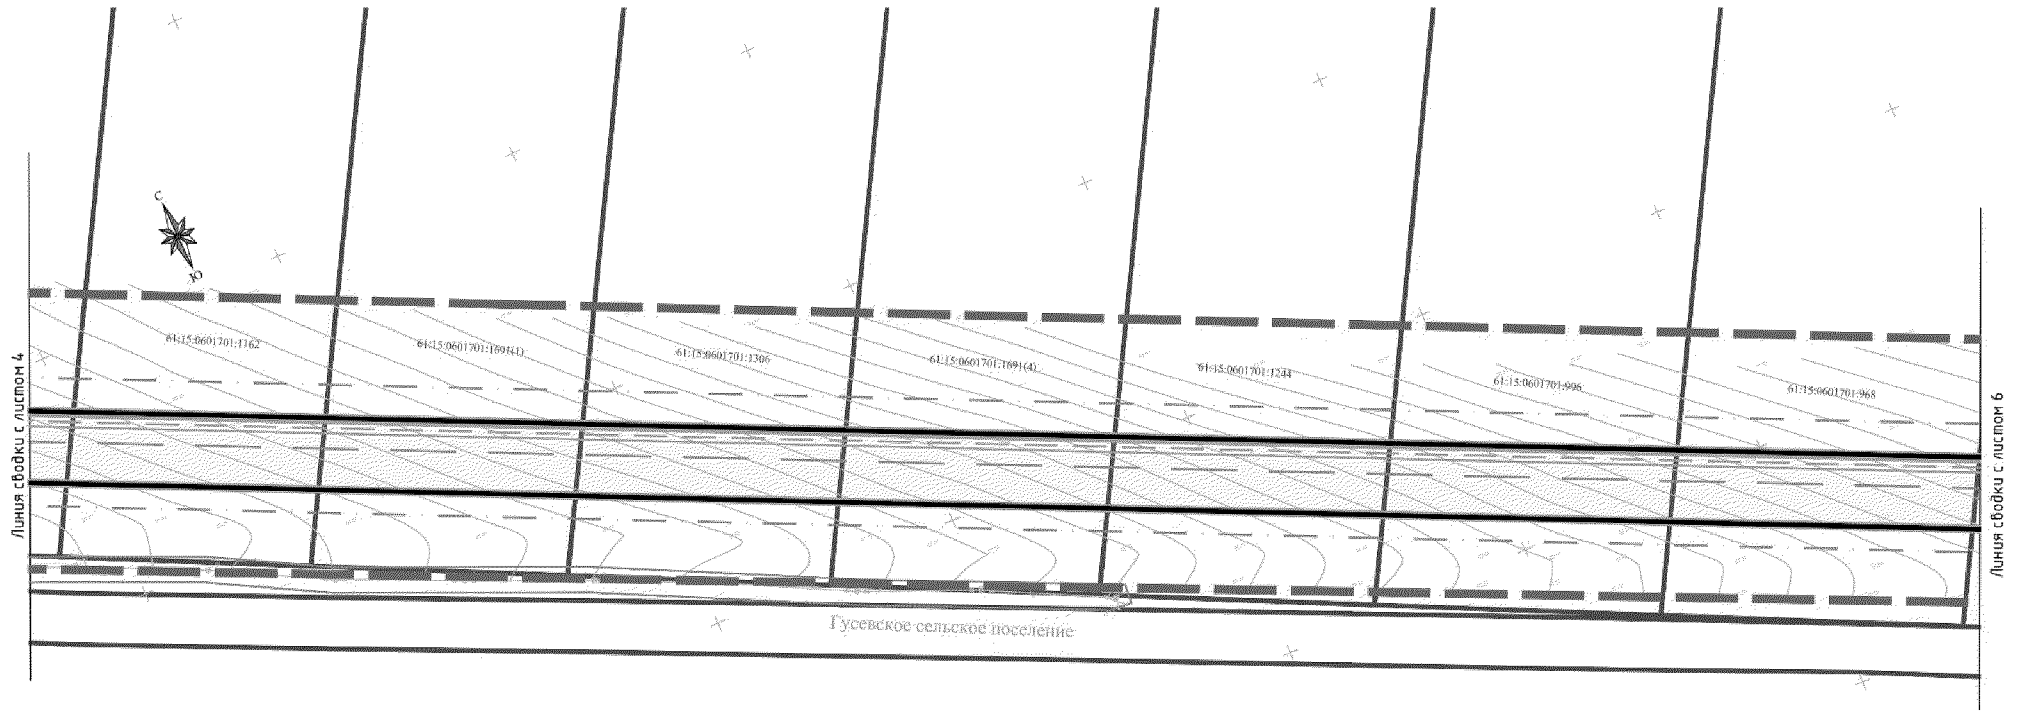 С
Ю
61:15:0601701:1162
61:15:0601701:1691(1)
61:15:0601701:1306
61:15:0601701:1691(4)
61:15:0601701:1244
61:15:0601701:996
61:15:0601701:968
Линия сводки с листом 4
Линия сводки с листом 6
Гусевское сельское поселение